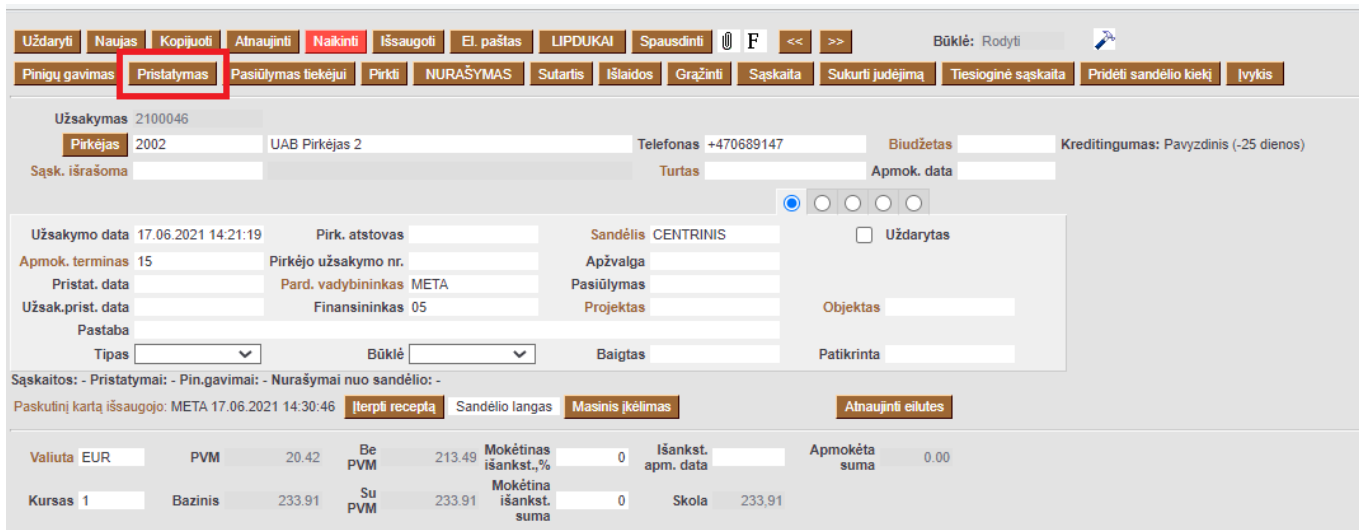 Uždaryti Naujas Kopijuoti Atnaujinti Naikinti Išsaugoti El. paštas LIPDUKAI Spausdinti F << >> Būklė: Rodyti
Pinigų gavimas Pristatymas Pasiūlymas tiekėjui Pirkti NURAŠYMAS Sutartis Išlaidos Grąžinti Sąskaita Sukurti judėjimą Tiesioginė sąskaita Pridėti sandėlio kiekį Įvykis
Užsakymas 2100046
Pirkėjas 2002 UAB Pirkėjas 2 Telefonas +470689147 Biudžetas Kreditingumas: Pavyzdinis (-25 dienos)
Sąsk. išrašoma Turtas Apmok. data
Užsakymo data 17.06.2021 14:21:19 Pirk. atstovas Sandėlis CENTRINIS Uždarytas
Apmok. terminas 15 Pirkėjo užsakymo nr. Apžvalga
Pristat. data Pard. vadybininkas META Pasiūlymas
Užsak.prist. data Finansininkas 05 Projektas Objektas
Pastaba
Tipas Būklė Baigtas Patikrinta
Sąskaitos: - Pristatymai: - Pin.gavimai: - Nurašymai nuo sandėlio: -
Paskutinį kartą išsaugojo: META 17.06.2021 14:30:46 Įterpti receptą Sandėlio langas Masinis įkėlimas Atnaujinti eilutes
Valiuta EUR PVM 20.42 Be PVM 213.49 Mokėtinas išankst.,% 0 Išankst. apm. data Apmokėta suma 0.00
Kursas 1 Bazinis 233.91 Su PVM 233.91 Mokėtina išankst. suma 0 Skola 233,91